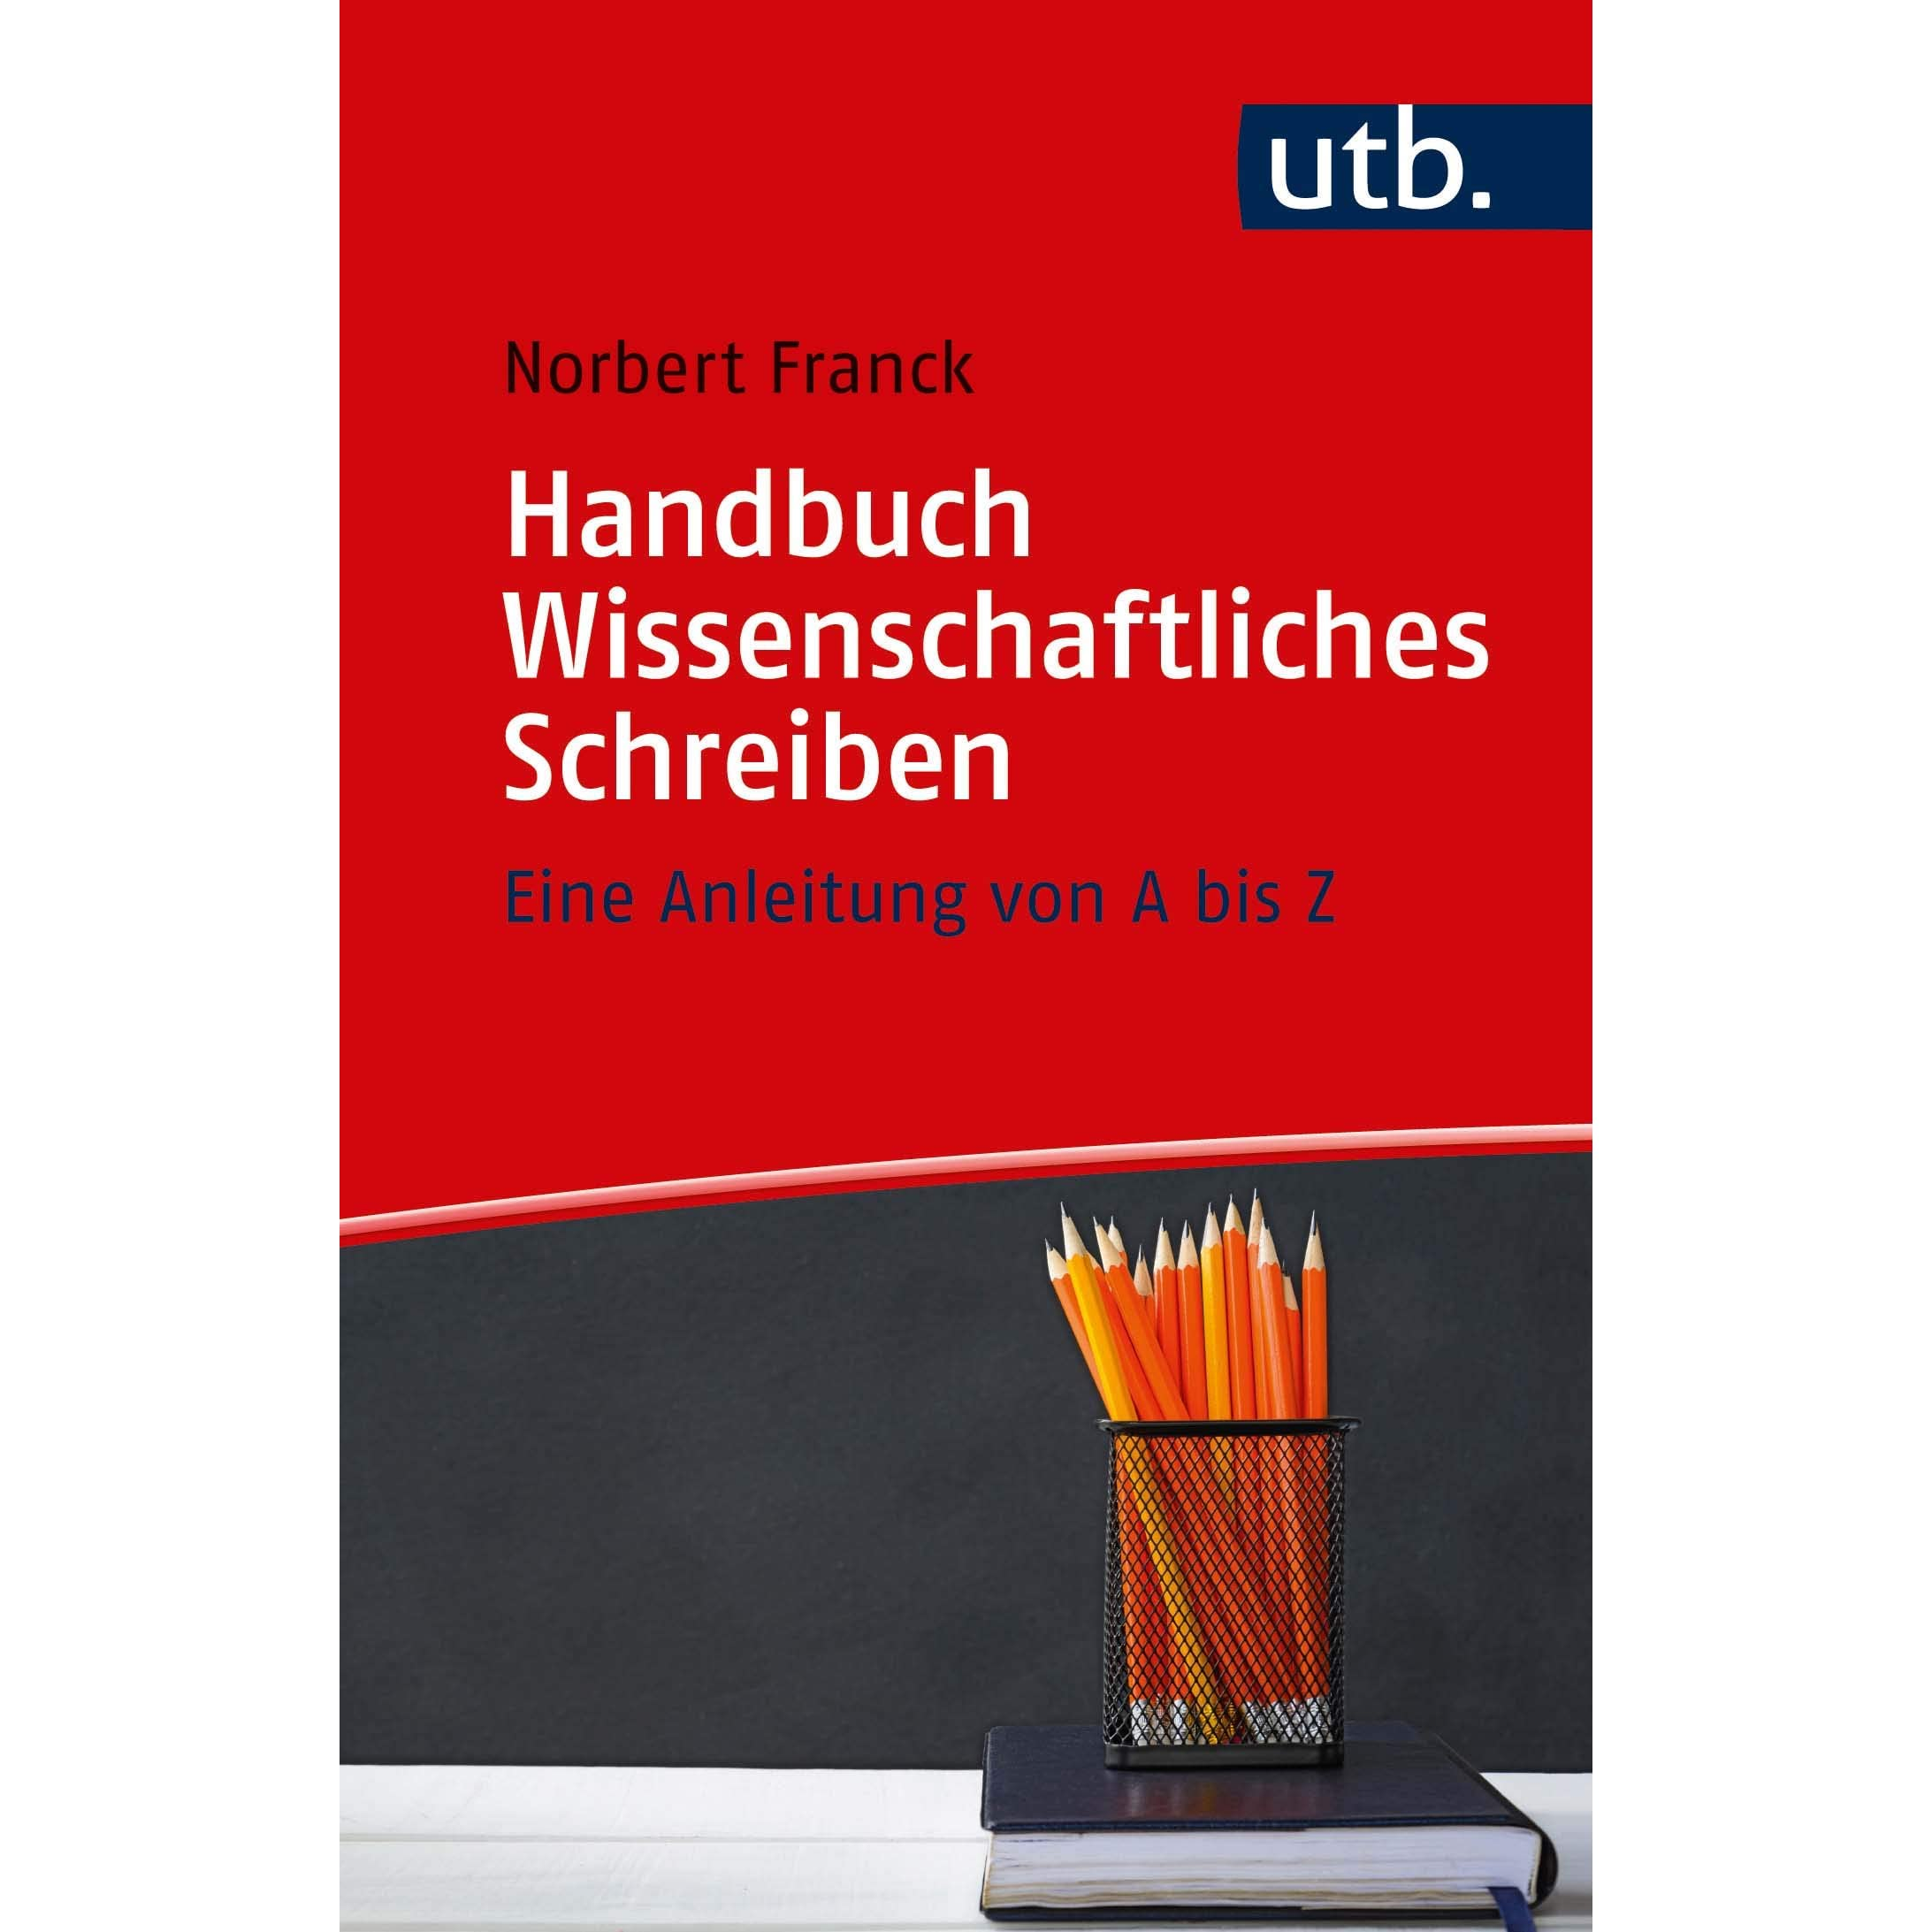 utb.
Norbert Franck
Handbuch
Wissenschaftliches
Schreiben
Eine Anleitung von A bis Z